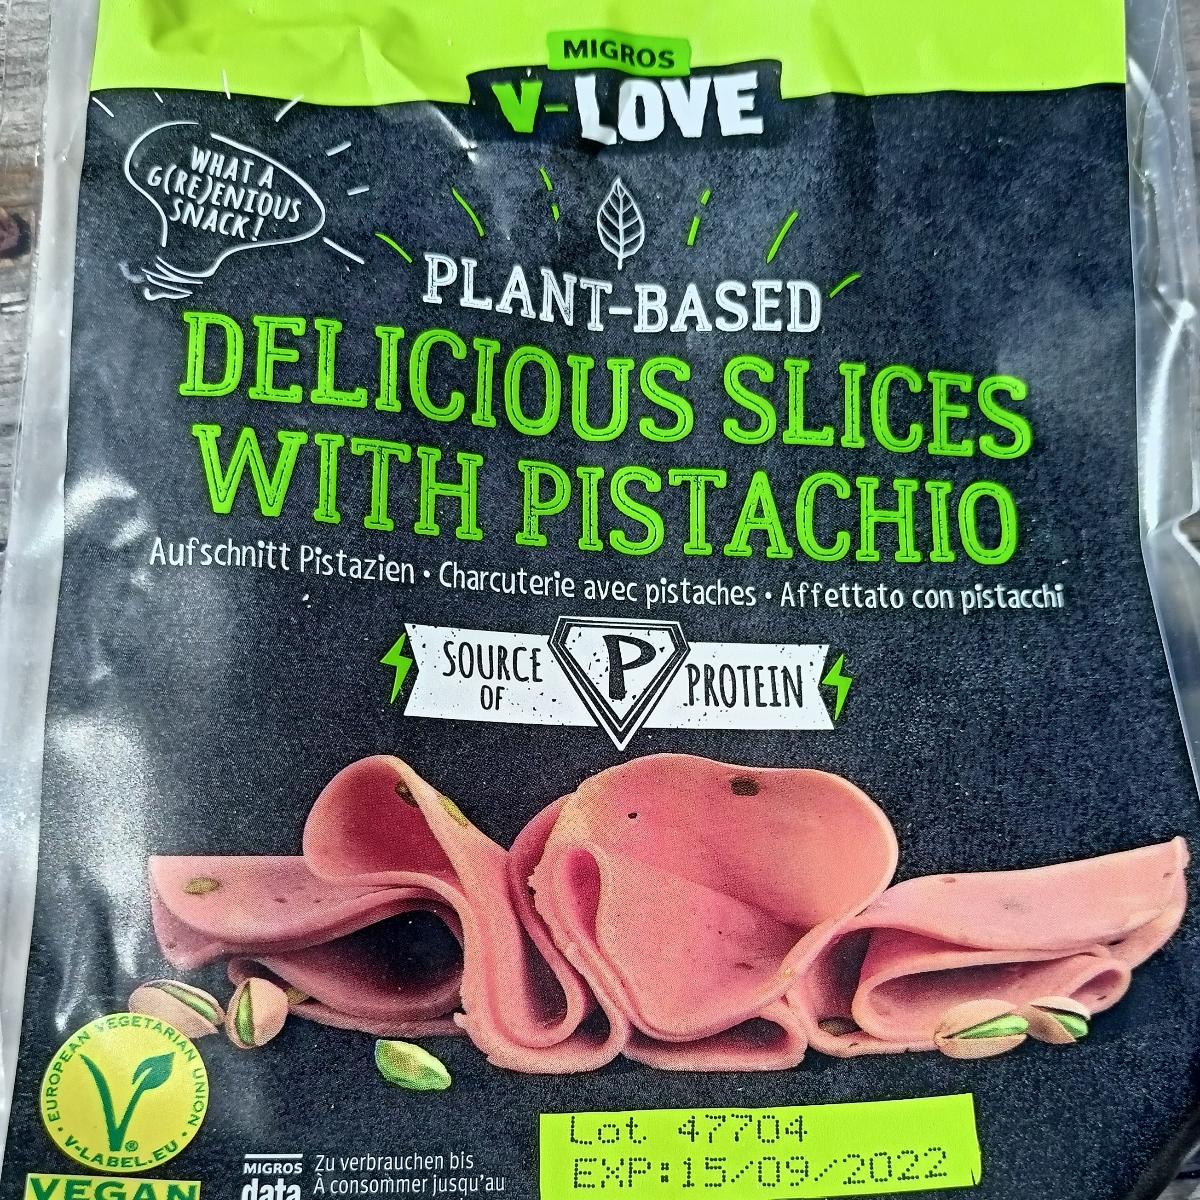 MIGROS
V-LOVE
WHAT A
G(RE)ENIOUS
SNACK!
PLANT-BASED
DELICIOUS SLICES
WITH PISTACHIO
Aufschnitt Pistazien • Charcuterie avec pistaches • Affettato con pistacchi
SOURCE OF P PROTEIN
EUROPEAN VEGETARIAN UNION
• V-LABEL.EU •
VEGAN
MIGROS
data
Zu verbrauchen bis
À consommer jusqu'au
Lot 47704
EXP:15/09/2022